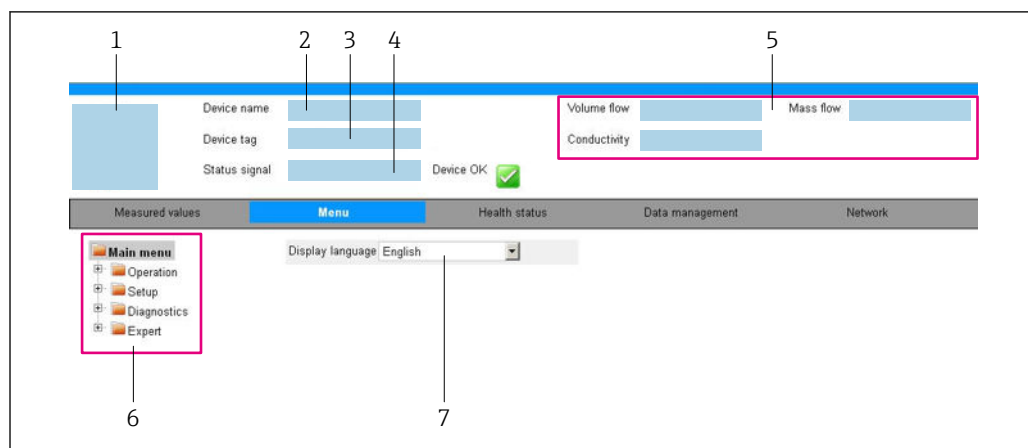 1 2 3 4 5
Device name Volume flow Mass flow
Device tag Conductivity
Status signal Device OK
Measured values Menu Health status Data management Network
Main menu Display language English
Operation
Setup
Diagnostics
Expert
6 7